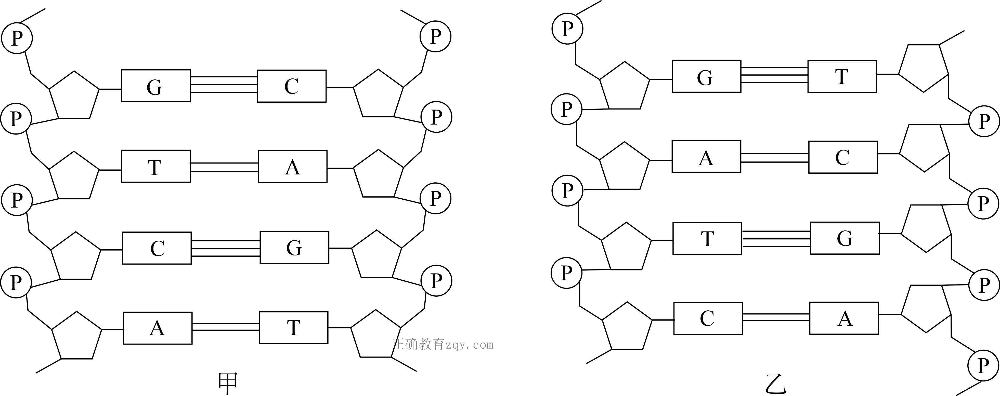 P P P
G C G T
P P P P
T A A C
P P P P
C G T G
P P P P
A T C A
正确教育zqy.com
P
甲 乙